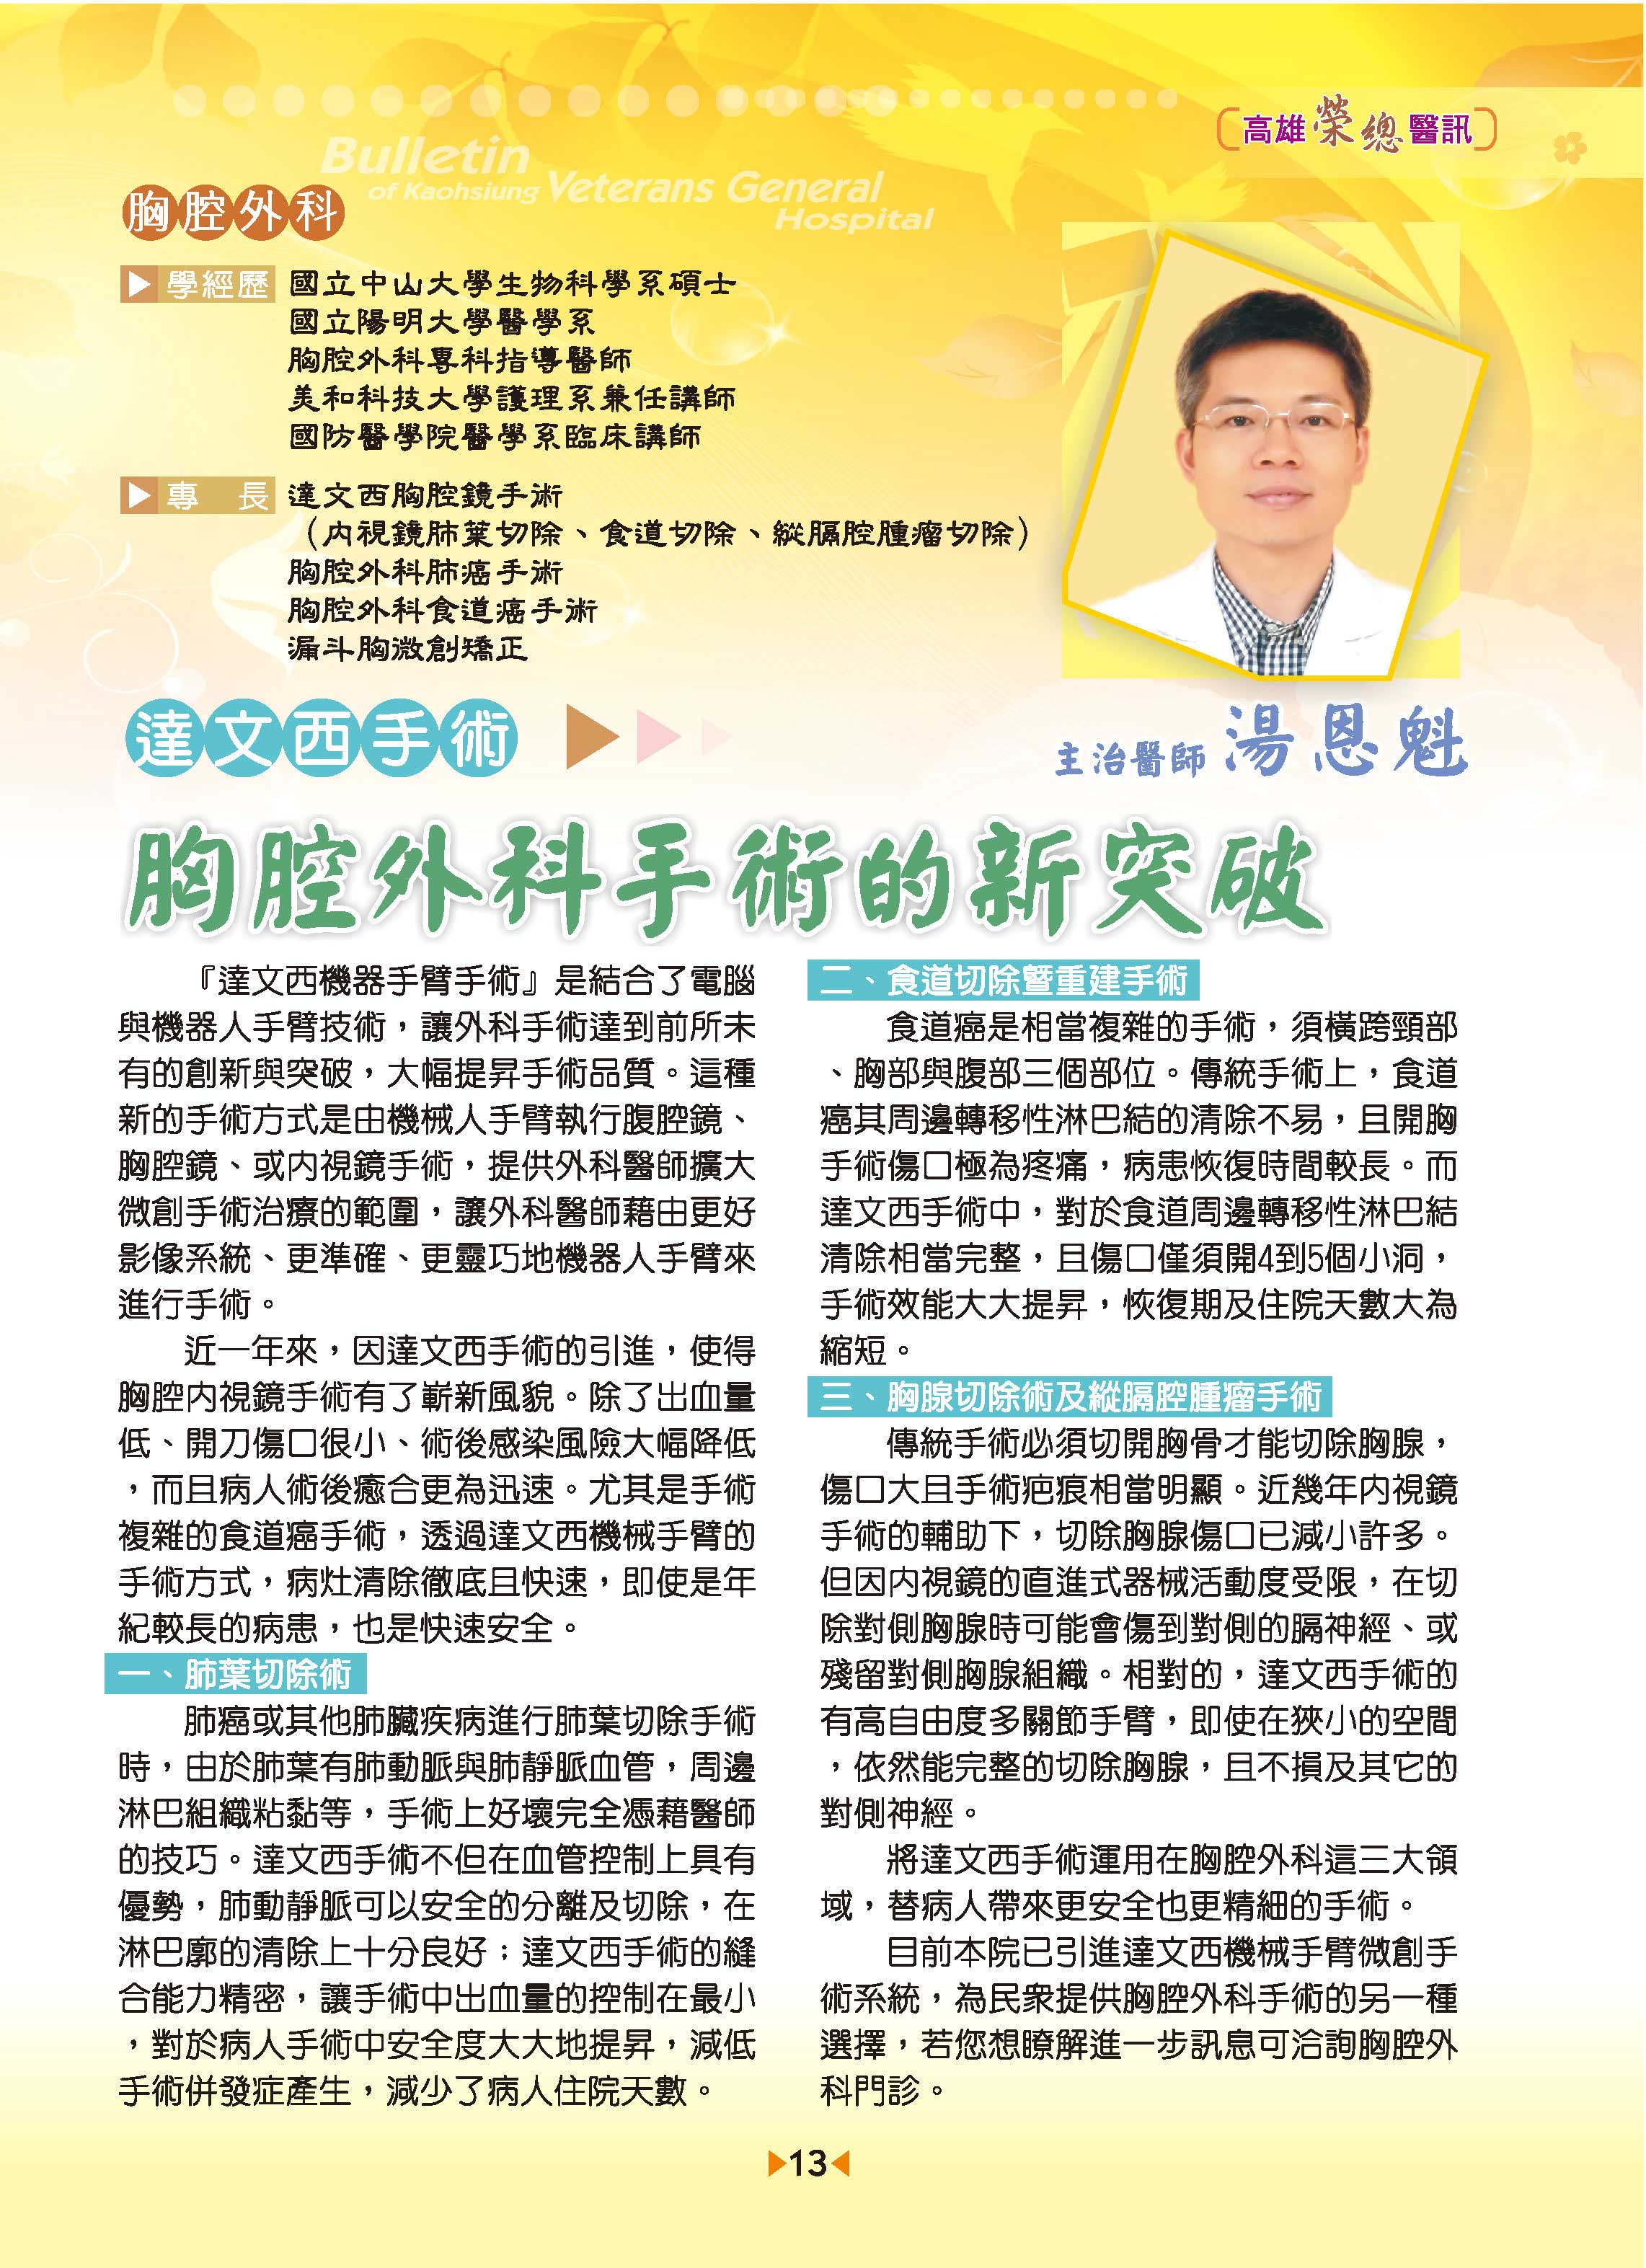 高雄榮總醫訊
Bulletin
of Kaohsiung Veterans General
Hospital
胸腔外科
學經歷 國立中山大學生物科學系碩士
國立陽明大學醫學系
胸腔外科專科指導醫師
美和科技大學護理系兼任講師
國防醫學院醫學系臨床講師
專 長 達文西胸腔鏡手術
（內視鏡肺葉切除、食道切除、縱膈腔腫瘤切除）
胸腔外科肺癌手術
胸腔外科食道癌手術
漏斗胸微創矯正
達文西手術
主治醫師 湯恩魁
胸腔外科手術的新突破
『達文西機器手臂手術』是結合了電腦
與機器人手臂技術，讓外科手術達到前所未
有的創新與突破，大幅提昇手術品質。這種
新的手術方式是由機械人手臂執行腹腔鏡、
胸腔鏡、或內視鏡手術，提供外科醫師擴大
微創手術治療的範圍，讓外科醫師藉由更好
影像系統、更準確、更靈巧地機器人手臂來
進行手術。
近一年來，因達文西手術的引進，使得
胸腔內視鏡手術有了嶄新風貌。除了出血量
低、開刀傷口很小、術後感染風險大幅降低
，而且病人術後癒合更為迅速。尤其是手術
複雜的食道癌手術，透過達文西機械手臂的
手術方式，病灶清除徹底且快速，即使是年
紀較長的病患，也是快速安全。
一、肺葉切除術
肺癌或其他肺臟疾病進行肺葉切除手術
時，由於肺葉有肺動脈與肺靜脈血管，周邊
淋巴組織粘黏等，手術上好壞完全憑藉醫師
的技巧。達文西手術不但在血管控制上具有
優勢，肺動靜脈可以安全的分離及切除，在
淋巴廓的清除上十分良好；達文西手術的縫
合能力精密，讓手術中出血量的控制在最小
，對於病人手術中安全度大大地提昇，減低
手術併發症產生，減少了病人住院天數。
二、食道切除暨重建手術
食道癌是相當複雜的手術，須橫跨頸部
、胸部與腹部三個部位。傳統手術上，食道
癌其周邊轉移性淋巴結的清除不易，且開胸
手術傷口極為疼痛，病患恢復時間較長。而
達文西手術中，對於食道周邊轉移性淋巴結
清除相當完整，且傷口僅須開4到5個小洞，
手術效能大大提昇，恢復期及住院天數大為
縮短。
三、胸腺切除術及縱膈腔腫瘤手術
傳統手術必須切開胸骨才能切除胸腺，
傷口大且手術疤痕相當明顯。近幾年內視鏡
手術的輔助下，切除胸腺傷口已減小許多。
但因內視鏡的直進式器械活動度受限，在切
除對側胸腺時可能會傷到對側的膈神經、或
殘留對側胸腺組織。相對的，達文西手術的
有高自由度多關節手臂，即使在狹小的空間
，依然能完整的切除胸腺，且不損及其它的
對側神經。
將達文西手術運用在胸腔外科這三大領
域，替病人帶來更安全也更精細的手術。
目前本院已引進達文西機械手臂微創手
術系統，為民眾提供胸腔外科手術的另一種
選擇，若您想瞭解進一步訊息可洽詢胸腔外
科門診。
13